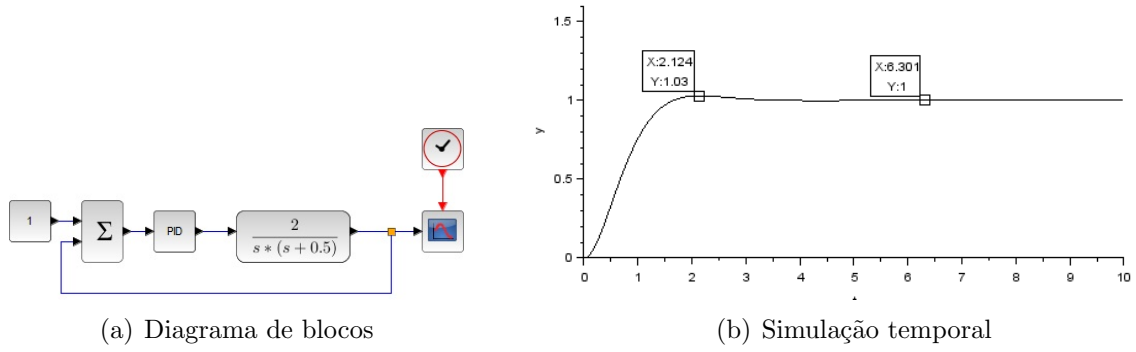 1
Σ
PID
2
s * (s + 0.5)
(a) Diagrama de blocos
1.5
1
0.5
0
y
X:2.124
Y:1.03
X:6.301
Y:1
0 1 2 3 4 5 6 7 8 9 10
(b) Simulação temporal